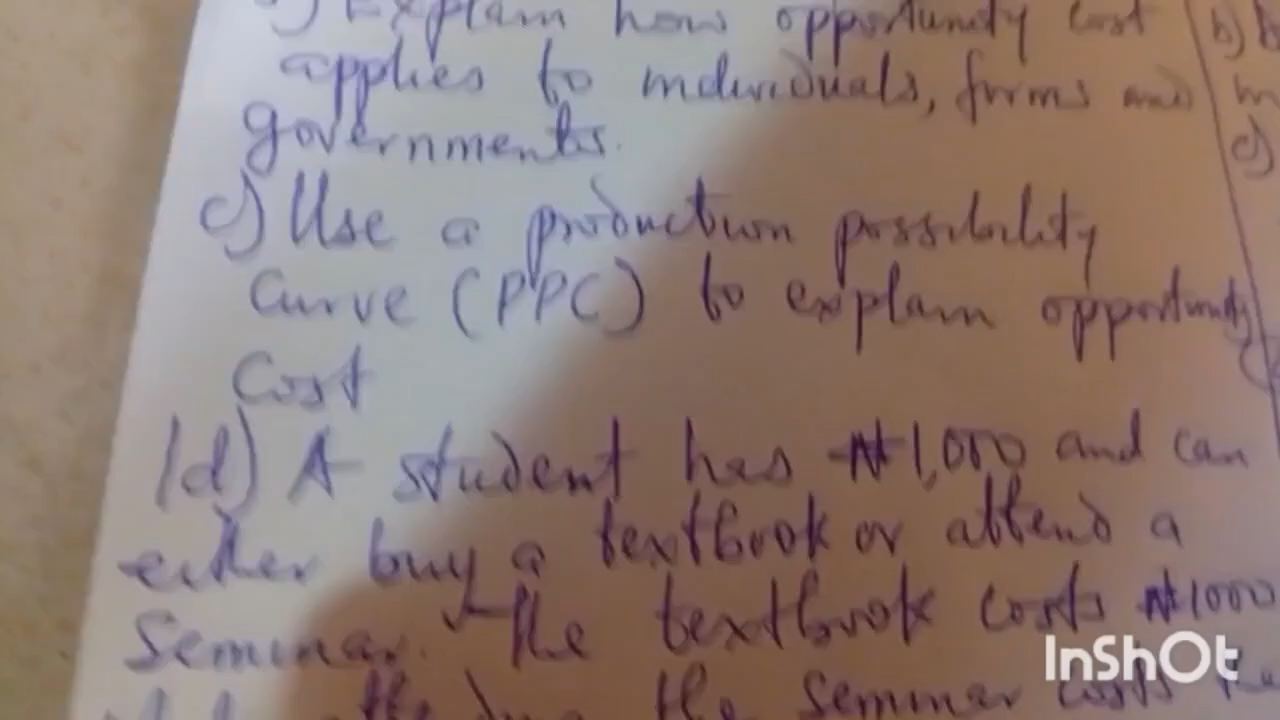 Explain how opportunity cost
applies to individuals, firms and
governments.
c) Use a production possibility
Curve (PPC) to explain opportunity
Cost
1d) A student has ₦1,000 and can
either buy a textbook or attend a
Seminar. The textbook costs ₦1000
the seminar costs the
b)
c)
InShOt